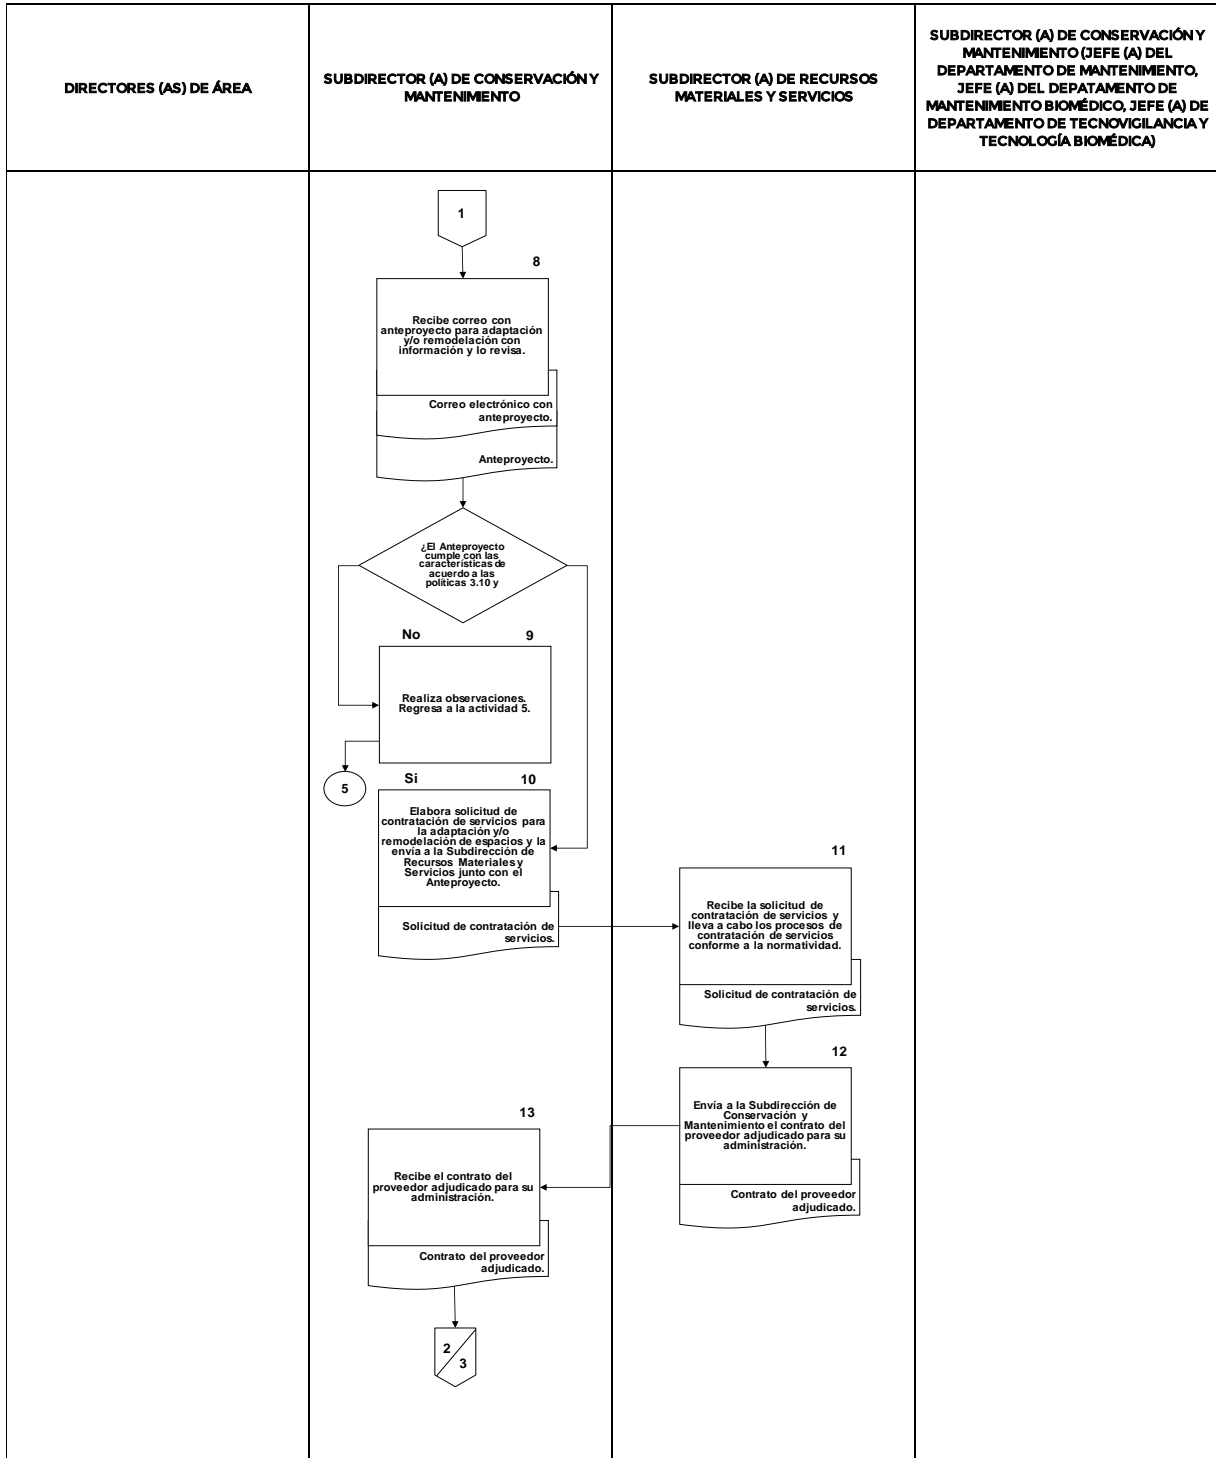 DIRECTORES (AS) DE ÁREA
SUBDIRECTOR (A) DE CONSERVACIÓN Y
MANTENIMIENTO
SUBDIRECTOR (A) DE RECURSOS
MATERIALES Y SERVICIOS
SUBDIRECTOR (A) DE CONSERVACIÓN Y
MANTENIMIENTO (JEFE (A) DEL
DEPARTAMENTO DE MANTENIMIENTO,
JEFE (A) DEL DEPATAMENTO DE
MANTENIMIENTO BIOMÉDICO, JEFE (A) DE
DEPARTAMENTO DE TECNOVIGILANCIA Y
TECNOLOGÍA BIOMÉDICA)
1
8
Recibe correo con
anteproyecto para adaptación
y/o remodelación con
información y lo revisa.
Correo electrónico con
anteproyecto.
Anteproyecto.
¿El Anteproyecto
cumple con las
características de
acuerdo a las
políticas 3.10 y
No
9
Realiza observaciones.
Regresa a la actividad 5.
5
Si
10
Elabora solicitud de
contratación de servicios para
la adaptación y/o
remodelación de espacios y la
envía a la Subdirección de
Recursos Materiales y
Servicios junto con el
Anteproyecto.
Solicitud de contratación de
servicios.
11
Recibe la solicitud de
contratación de servicios y
lleva a cabo los procesos de
contratación de servicios
conforme a la normatividad.
Solicitud de contratación de
servicios.
12
Envía a la Subdirección de
Conservación y
Mantenimiento el contrato del
proveedor adjudicado para su
administración.
Contrato del proveedor
adjudicado.
13
Recibe el contrato del
proveedor adjudicado para su
administración.
Contrato del proveedor
adjudicado.
2
3